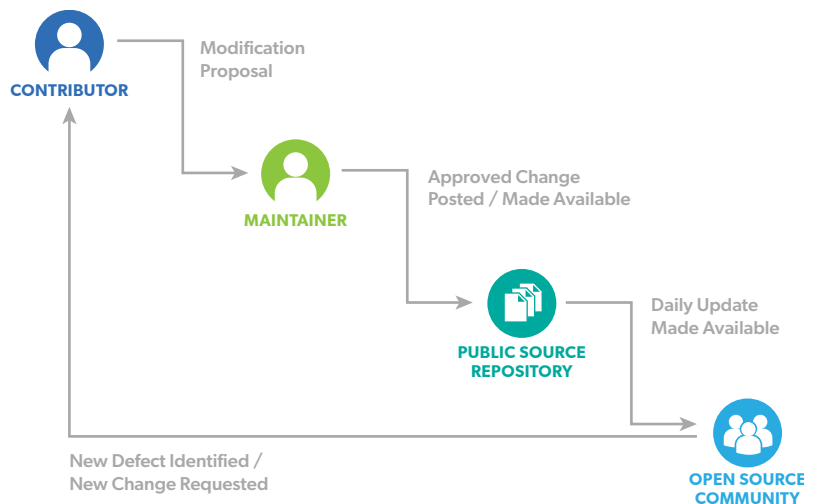 Modification
Proposal
CONTRIBUTOR
Approved Change
Posted / Made Available
MAINTAINER
Daily Update
Made Available
PUBLIC SOURCE
REPOSITORY
New Defect Identified /
New Change Requested
OPEN SOURCE
COMMUNITY